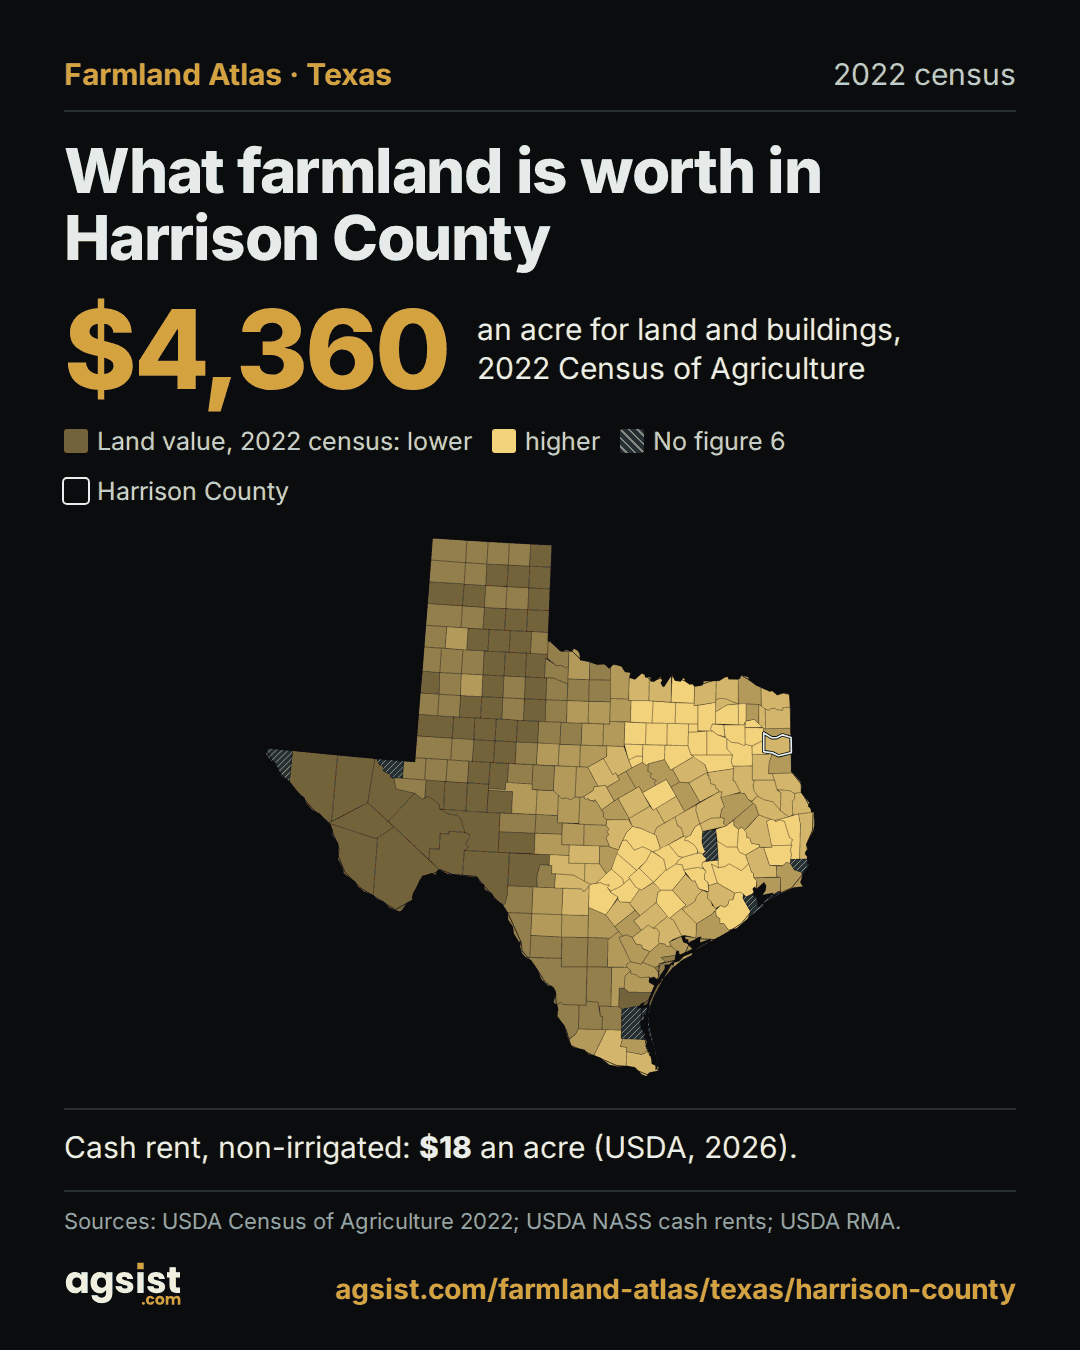 Farmland Atlas · Texas
2022 census
What farmland is worth in
Harrison County
$4,360
an acre for land and buildings,
2022 Census of Agriculture
Land value, 2022 census: lower
higher
No figure 6
Harrison County
Cash rent, non-irrigated: $18 an acre (USDA, 2026).
Sources: USDA Census of Agriculture 2022; USDA NASS cash rents; USDA RMA.
agsist
.com
agsist.com/farmland-atlas/texas/harrison-county